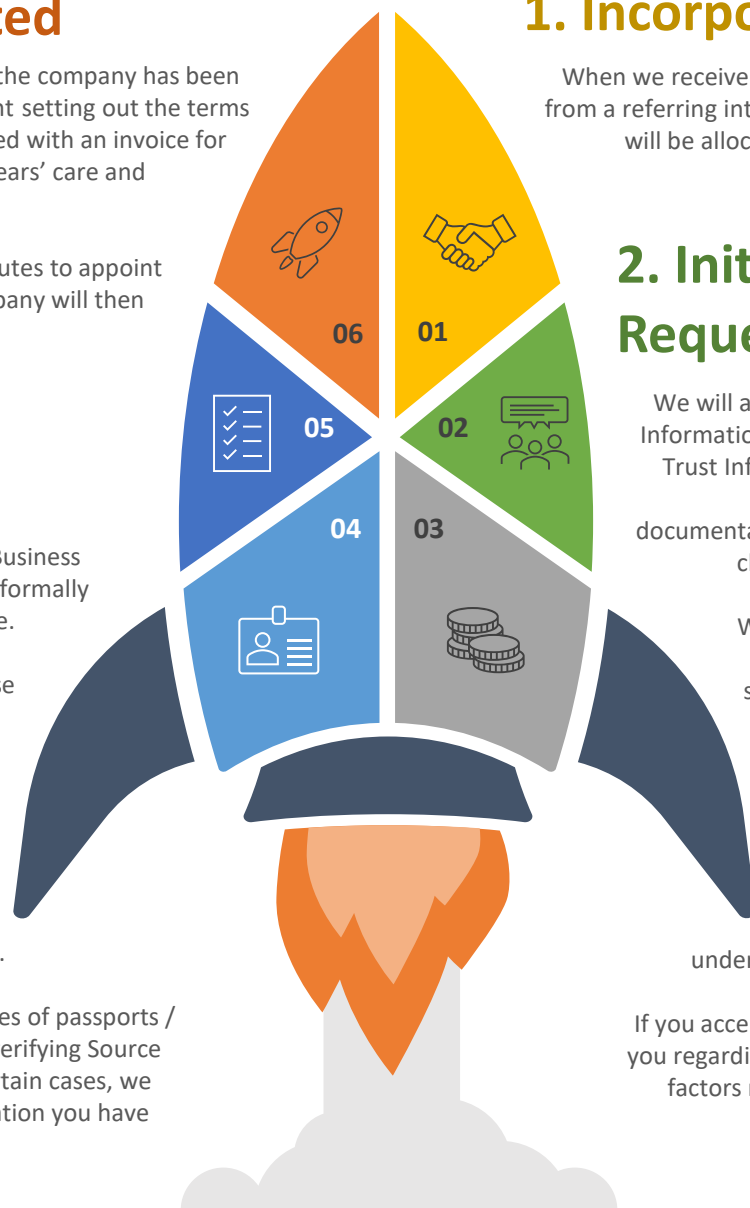 ted
the company has been
nt setting out the terms
ed with an invoice for
ears' care and
utes to appoint
pany will then
Business
formally
e.
se
.
es of passports /
erifying Source
tain cases, we
ation you have
06
01
05
02
04
03
1. Incorpo
When we receive
from a referring int
will be alloc
2. Init
Reque
We will a
Informatio
Trust Inf
documenta
cl
W
s
under
If you acce
you regardi
factors r